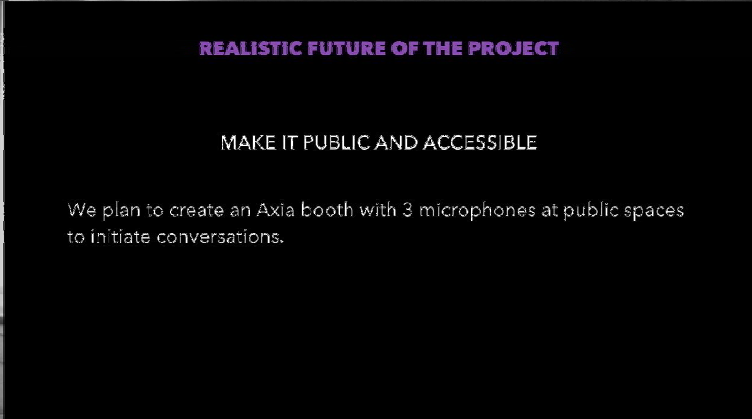 REALISTIC FUTURE OF THE PROJECT
MAKE IT PUBLIC AND ACCESSIBLE
We plan to create an Axia booth with 3 microphones at public spaces
to initiate conversations.